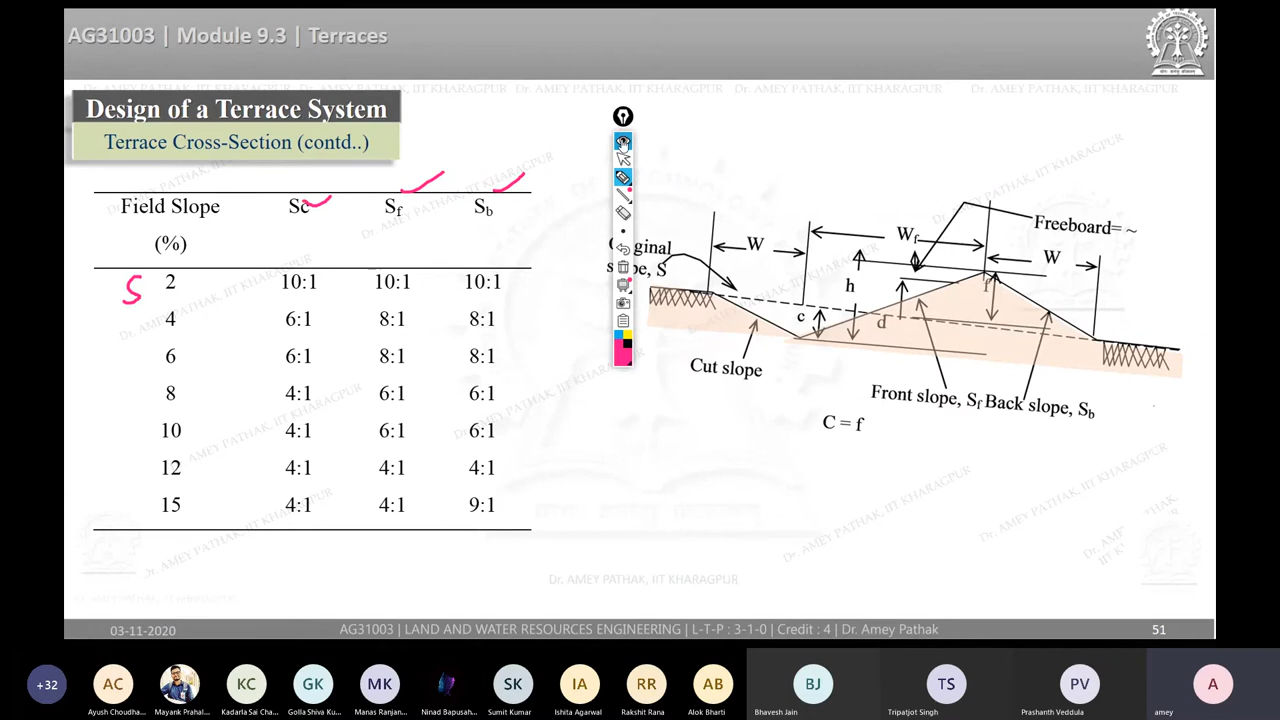 AG31003 | Module 9.3 | Terraces
Dr. AMEY PATHAK, IIT KHARAGPUR
Design of a Terrace System
Terrace Cross-Section (contd..)
Field Slope (%) Sc Sf Sb
S
2 10:1 10:1 10:1
4 6:1 8:1 8:1
6 6:1 8:1 8:1
8 4:1 6:1 6:1
10 4:1 6:1 6:1
12 4:1 4:1 4:1
15 4:1 4:1 9:1
slope, S
W
Wf
Freeboard= ~
W
h
f
c
d
Cut slope
Front slope, Sf
Back slope, Sb
C = f
Dr. AMEY PATHAK, IIT KHARAGPUR
03-11-2020
AG31003 | LAND AND WATER RESOURCES ENGINEERING | L-T-P : 3-1-0 | Credit : 4 | Dr. Amey Pathak
51
+32
AC
Ayush Choudha...
Mayank Prahal...
KC
Kadarla Sai Cha...
GK
Golla Shiva Ku...
MK
Manas Ranjan...
Ninad Bapusah...
SK
Sumit Kumar
IA
Ishita Agarwal
RR
Rakshit Rana
AB
Alok Bharti
BJ
Bhavesh Jain
TS
Tripatjot Singh
PV
Prashanth Veddula
A
amey